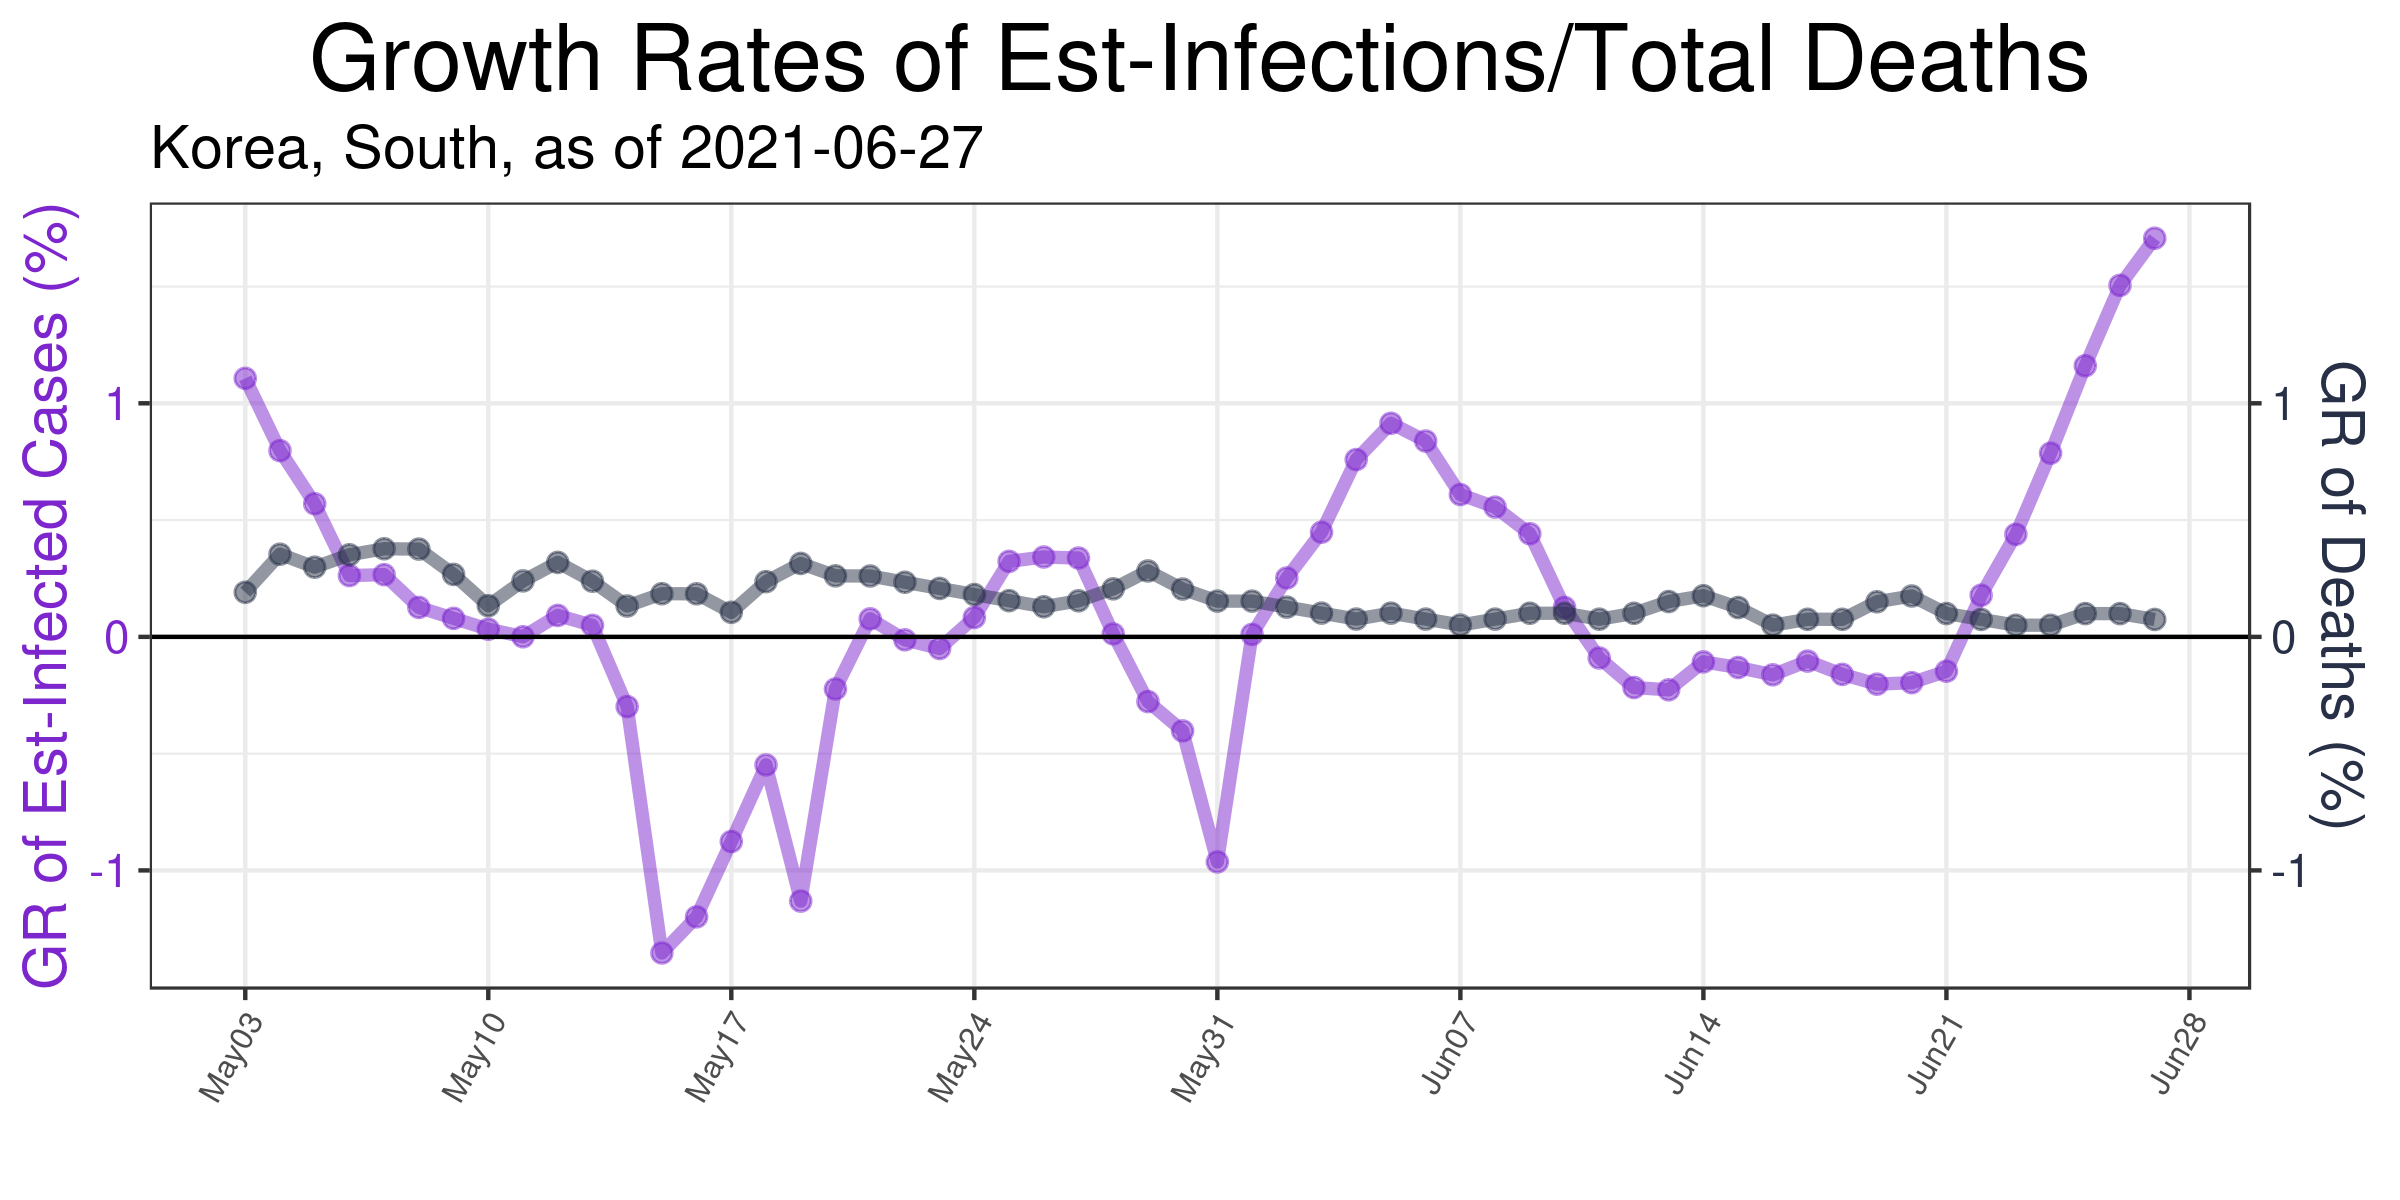 Growth Rates of Est-Infections/Total Deaths
Korea, South, as of 2021-06-27
GR of Est-Infected Cases (%)
1
0
-1
1
0
-1
GR of Deaths (%)
May03
May10
May17
May24
May31
Jun07
Jun14
Jun21
Jun28